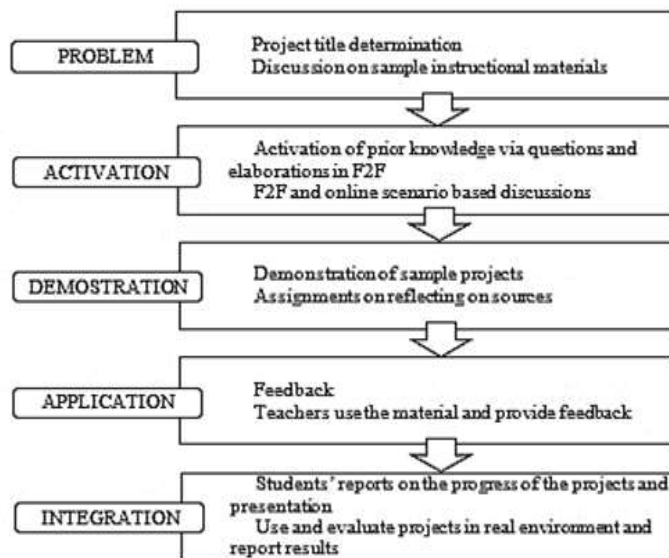 PROBLEM
Project title determination
Discussion on sample instructional materials
ACTIVATION
Activation of prior knowledge via questions and
elaborations in F2F
F2F and online scenario based discussions
DEMOSTRATION
Demonstration of sample projects
Assignments on reflecting on sources
APPLICATION
Feedback
Teachers use the material and provide feedback
INTEGRATION
Students' reports on the progress of the projects and
presentation
Use and evaluate projects in real environment and
report results